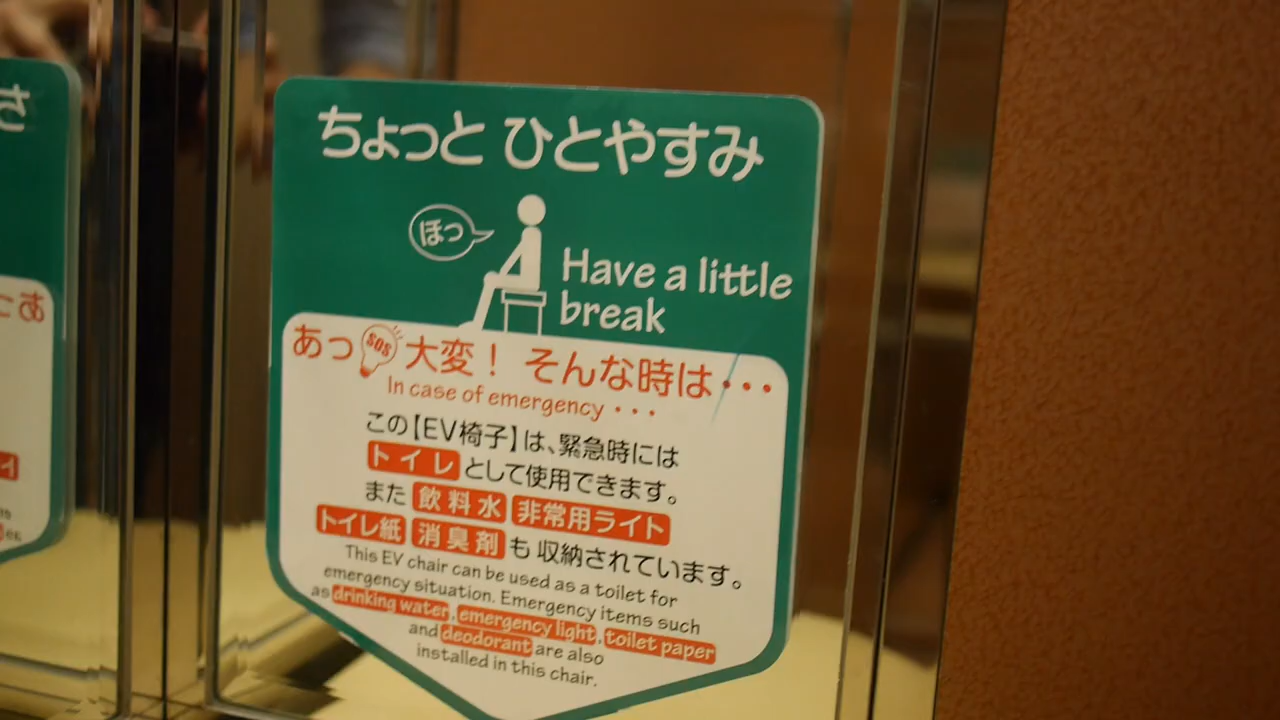 ちょっと ひとやすみ
ほっ
Have a little
break
あっ SOS 大変！ そんな時は・・・
In case of emergency ・・・
この【EV椅子】は、緊急時には
トイレ として使用できます。
また 飲料水 非常用ライト
トイレ紙 消臭剤 も 収納されています。
This EV chair can be used as a toilet for
emergency situation. Emergency items such
as drinking water, emergency light, toilet paper
and deodorant are also
installed in this chair.
さ